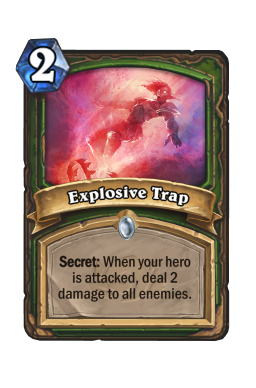 2
Explosive Trap
Secret: When your hero
is attacked, deal 2
damage to all enemies.